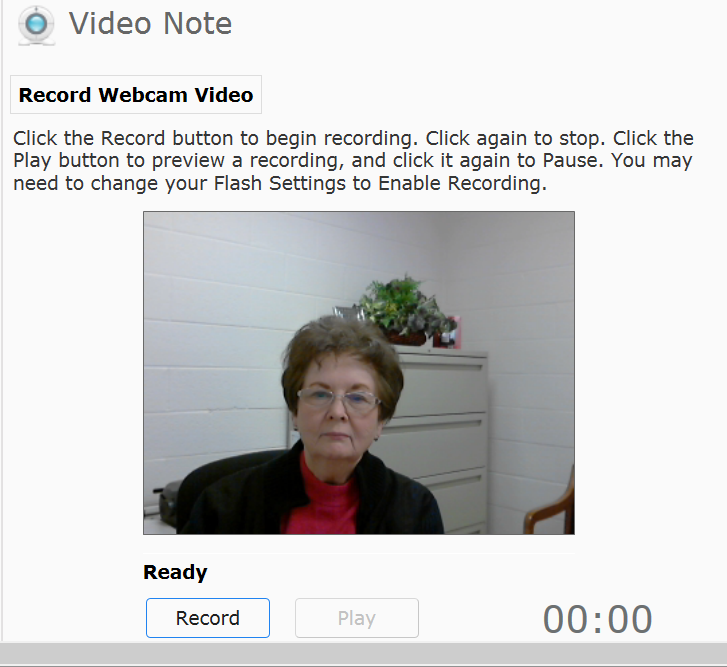 Video Note
Record Webcam Video
Click the Record button to begin recording. Click again to stop. Click the
Play button to preview a recording, and click it again to Pause. You may
need to change your Flash Settings to Enable Recording.
Ready
Record
Play
00:00